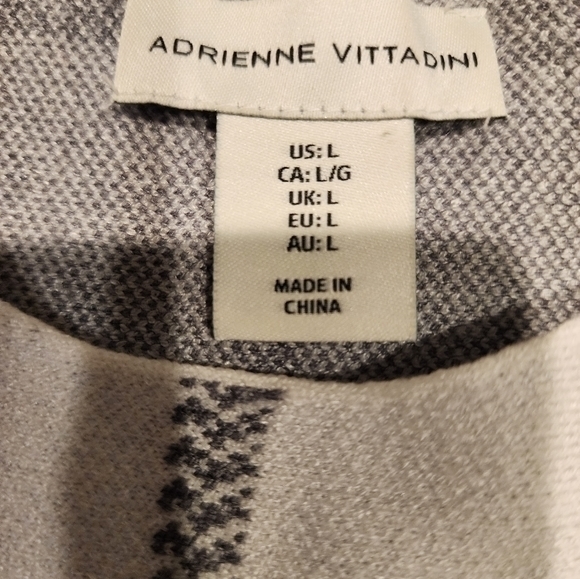 ADRIENNE VITTADINI
US: L
CA: L/G
UK: L
EU: L
AU: L
MADE IN
CHINA